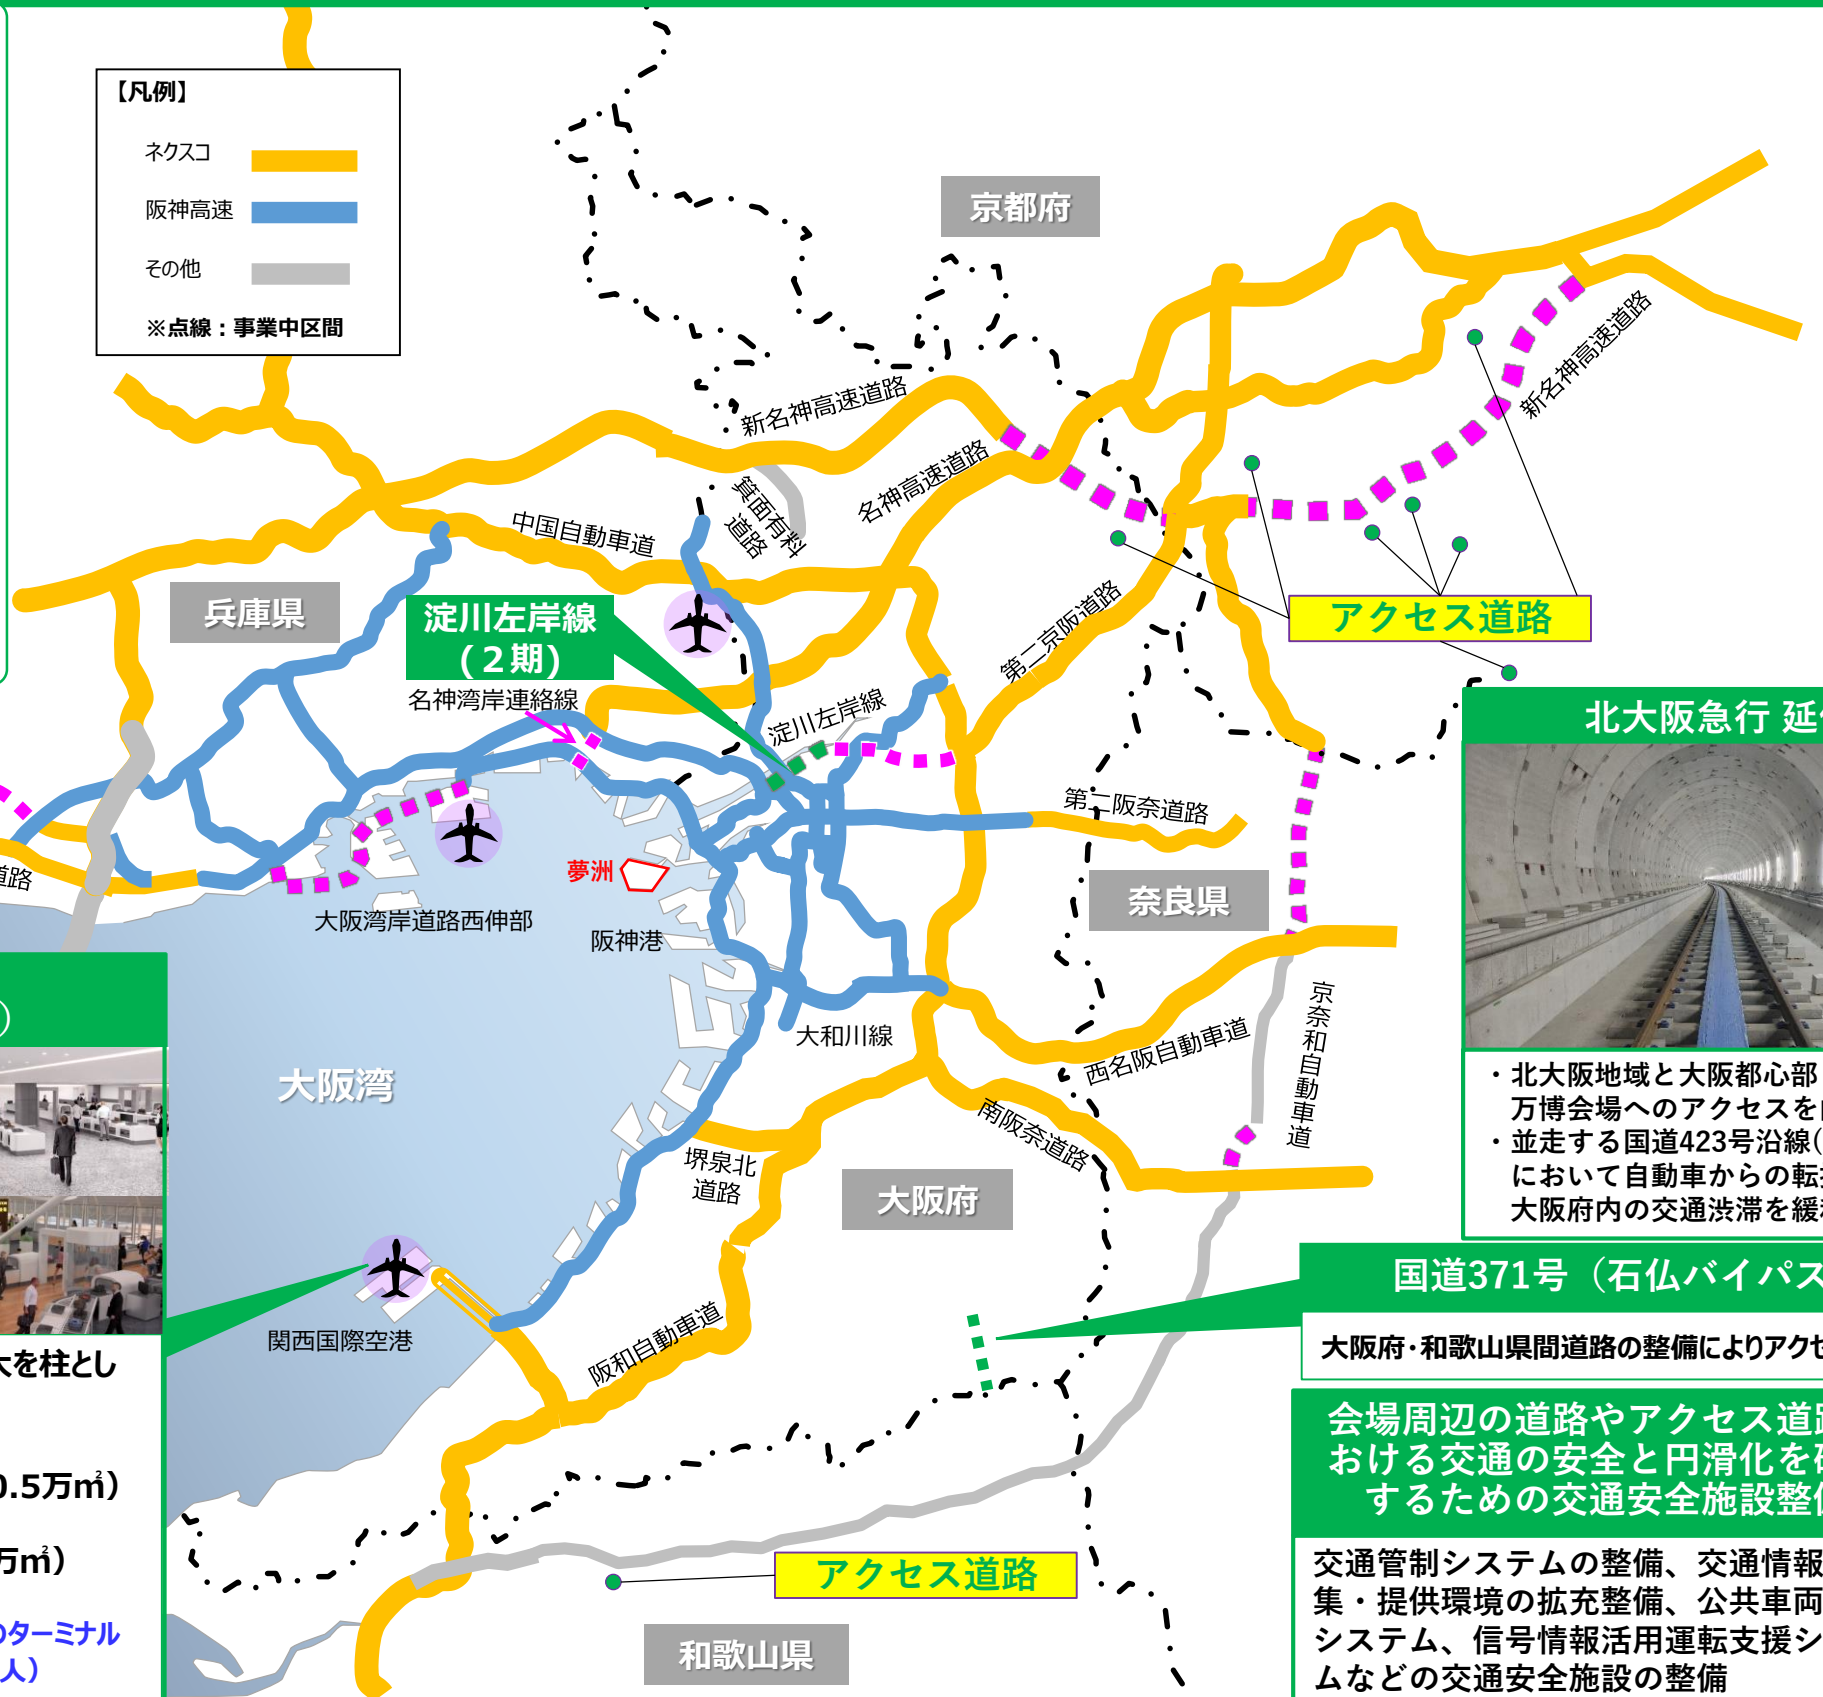 【凡例】
ネクスコ
阪神高速
その他
※点線：事業中区間
京都府
新名神高速道路
新名神高速道路
名神高速道路
箕面有料
道路
中国自動車道
兵庫県
淀川左岸線
(２期)
名神湾岸連絡線
淀川左岸線
第二京阪道路
アクセス道路
北大阪急行 延
第二阪奈道路
道路
夢洲
奈良県
大阪湾岸道路西伸部
阪神港
)
大和川線
西名阪自動車道
京奈和自動車道
大阪湾
・北大阪地域と大阪都心部
万博会場へのアクセスを
・並走する国道423号沿線(
において自動車からの転
大阪府内の交通渋滞を緩
南阪奈道路
堺泉北
道路
大阪府
国道371号（石仏バイパス
大阪府･和歌山県間道路の整備によりアクセ
関西国際空港
阪和自動車道
大を柱とし
会場周辺の道路やアクセス道路
おける交通の安全と円滑化を確
するための交通安全施設整備
0.5万㎡）
万㎡）
アクセス道路
交通管制システムの整備、交通情報
集・提供環境の拡充整備、公共車両
システム、信号情報活用運転支援シ
ムなどの交通安全施設の整備
のターミナル
人）
和歌山県